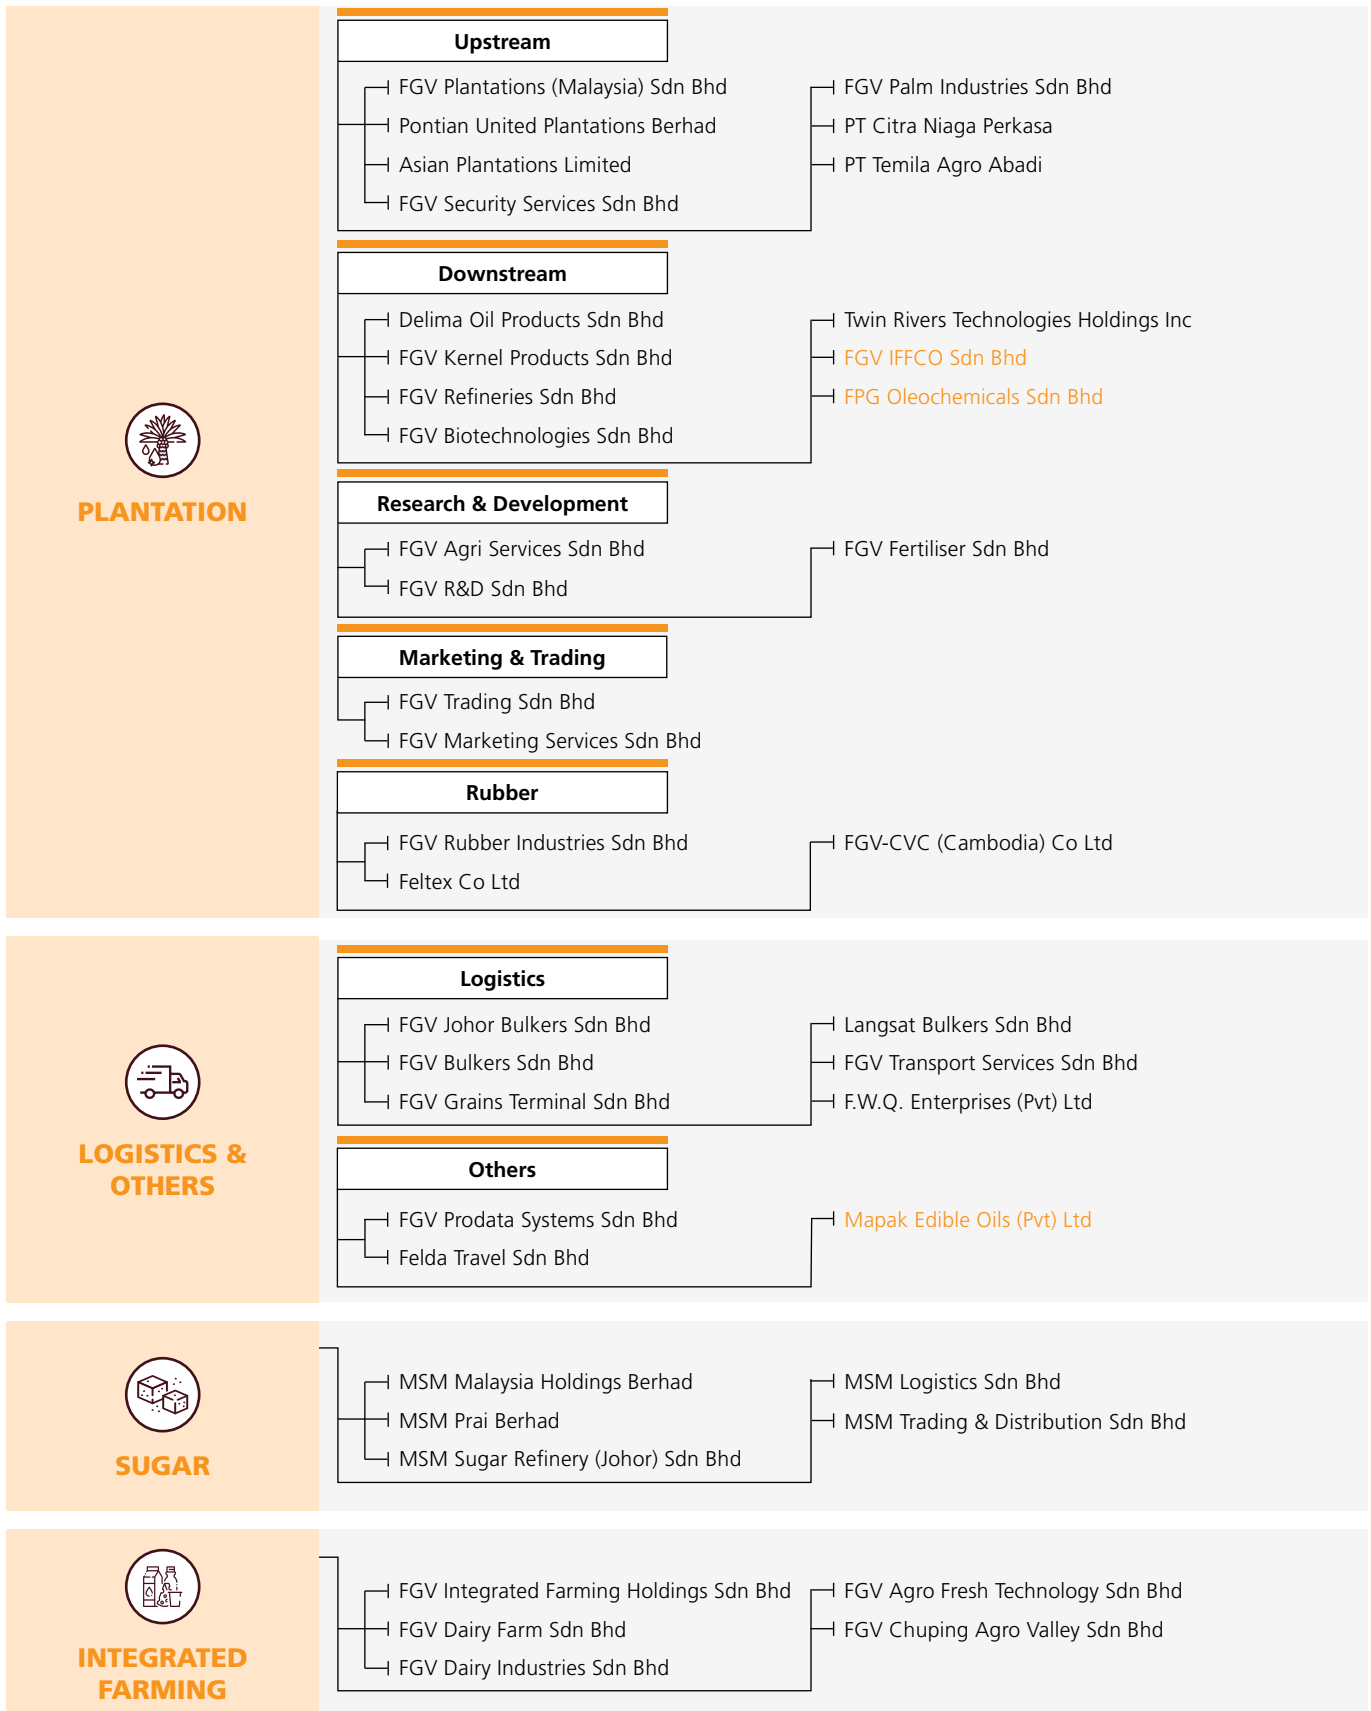 PLANTATION
Upstream
FGV Plantations (Malaysia) Sdn Bhd
Pontian United Plantations Berhad
Asian Plantations Limited
FGV Security Services Sdn Bhd
FGV Palm Industries Sdn Bhd
PT Citra Niaga Perkasa
PT Temila Agro Abadi
Downstream
Delima Oil Products Sdn Bhd
FGV Kernel Products Sdn Bhd
FGV Refineries Sdn Bhd
FGV Biotechnologies Sdn Bhd
Twin Rivers Technologies Holdings Inc
FGV IFFCO Sdn Bhd
FPG Oleochemicals Sdn Bhd
Research & Development
FGV Agri Services Sdn Bhd
FGV R&D Sdn Bhd
FGV Fertiliser Sdn Bhd
Marketing & Trading
FGV Trading Sdn Bhd
FGV Marketing Services Sdn Bhd
Rubber
FGV Rubber Industries Sdn Bhd
Feltex Co Ltd
FGV-CVC (Cambodia) Co Ltd
LOGISTICS &
OTHERS
Logistics
FGV Johor Bulkers Sdn Bhd
FGV Bulkers Sdn Bhd
FGV Grains Terminal Sdn Bhd
Langsat Bulkers Sdn Bhd
FGV Transport Services Sdn Bhd
F.W.Q. Enterprises (Pvt) Ltd
Others
FGV Prodata Systems Sdn Bhd
Felda Travel Sdn Bhd
Mapak Edible Oils (Pvt) Ltd
SUGAR
MSM Malaysia Holdings Berhad
MSM Prai Berhad
MSM Sugar Refinery (Johor) Sdn Bhd
MSM Logistics Sdn Bhd
MSM Trading & Distribution Sdn Bhd
INTEGRATED
FARMING
FGV Integrated Farming Holdings Sdn Bhd
FGV Dairy Farm Sdn Bhd
FGV Dairy Industries Sdn Bhd
FGV Agro Fresh Technology Sdn Bhd
FGV Chuping Agro Valley Sdn Bhd